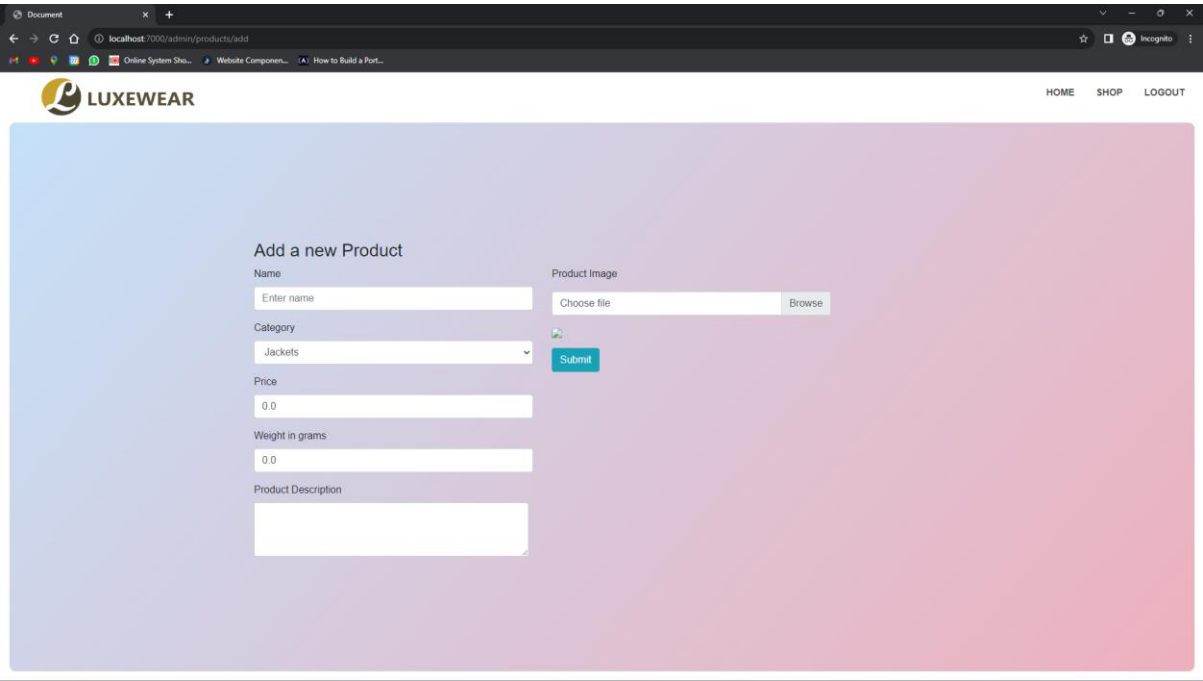 Document
localhost:7000/admin/products/add
Incognito
Online System Sho...
Website Componen...
How to Build a Port...
LUXEWEAR
HOME
SHOP
LOGOUT
Add a new Product
Name
Enter name
Category
Jackets
Price
0.0
Weight in grams
0.0
Product Description
Product Image
Choose file
Browse
Submit